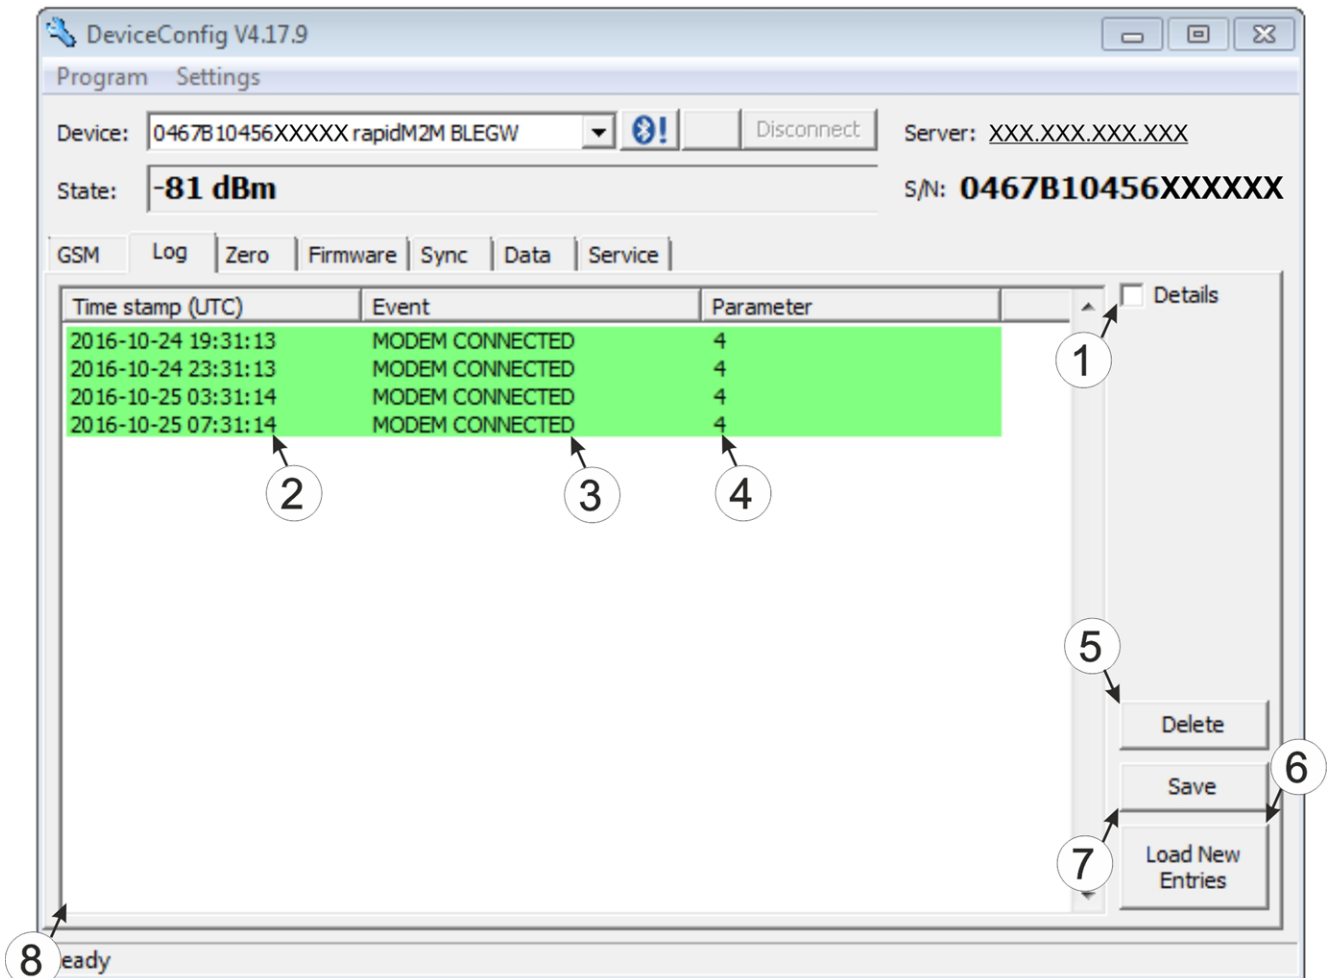 DeviceConfig V4.17.9
Program Settings
Device: 0467B10456XXXXX rapidM2M BLEGW ! Disconnect Server: XXX.XXX.XXX.XXX
State: -81 dBm S/N: 0467B10456XXXXXX
GSM Log Zero Firmware Sync Data Service
Time stamp (UTC) Event Parameter Details
2016-10-24 19:31:13 MODEM CONNECTED 4
2016-10-24 23:31:13 MODEM CONNECTED 4
2016-10-25 03:31:14 MODEM CONNECTED 4
2016-10-25 07:31:14 MODEM CONNECTED 4
1
2 3 4
5
Delete
6
Save
7
Load New
Entries
8
eady